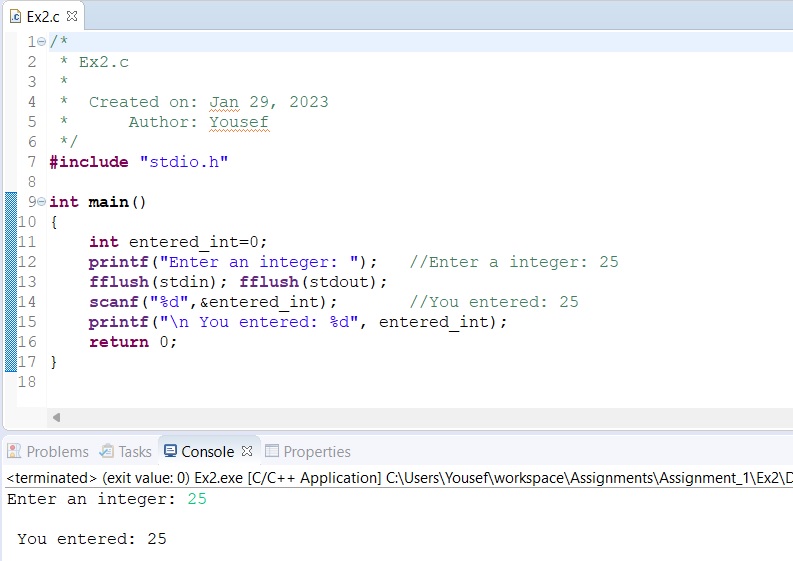 Ex2.c
1 /*
2  * Ex2.c
3  *
4  *  Created on: Jan 29, 2023
5  *      Author: Yousef
6  */
7 #include "stdio.h"
8
9 int main()
10 {
11     int entered_int=0;
12     printf("Enter an integer: ");   //Enter a integer: 25
13     fflush(stdin); fflush(stdout);
14     scanf("%d",&entered_int);       //You entered: 25
15     printf("\n You entered: %d", entered_int);
16     return 0;
17 }
18
Problems Tasks Console Properties
<terminated> (exit value: 0) Ex2.exe [C/C++ Application] C:\Users\Yousef\workspace\Assignments\Assignment_1\Ex2\D
Enter an integer: 25
 You entered: 25